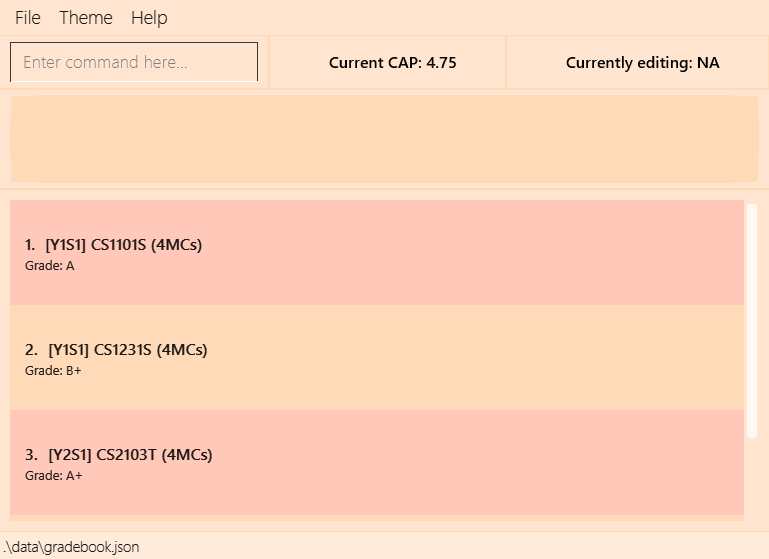 File Theme Help
Enter command here... Current CAP: 4.75 Currently editing: NA
1. [Y1S1] CS1101S (4MCs)
Grade: A
2. [Y1S1] CS1231S (4MCs)
Grade: B+
3. [Y2S1] CS2103T (4MCs)
Grade: A+
.\data\gradebook.json